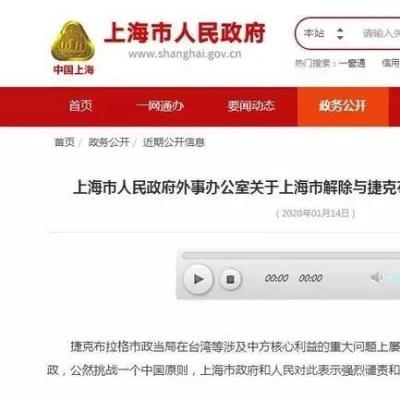 上海市人民政府
www.shanghai.gov.cn
中国上海
本站
请输入关
热门搜索： 一窗通 信用
首页 一网通办 要闻动态 政务公开
首页 / 政务公开 / 近期公开信息
上海市人民政府外事办公室关于上海市解除与捷克
（2020年01月14日）
00:00 00:00
捷克布拉格市政当局在台湾等涉及中方核心利益的重大问题上屡
政，公然挑战一个中国原则，上海市政府和人民对此表示强烈谴责和